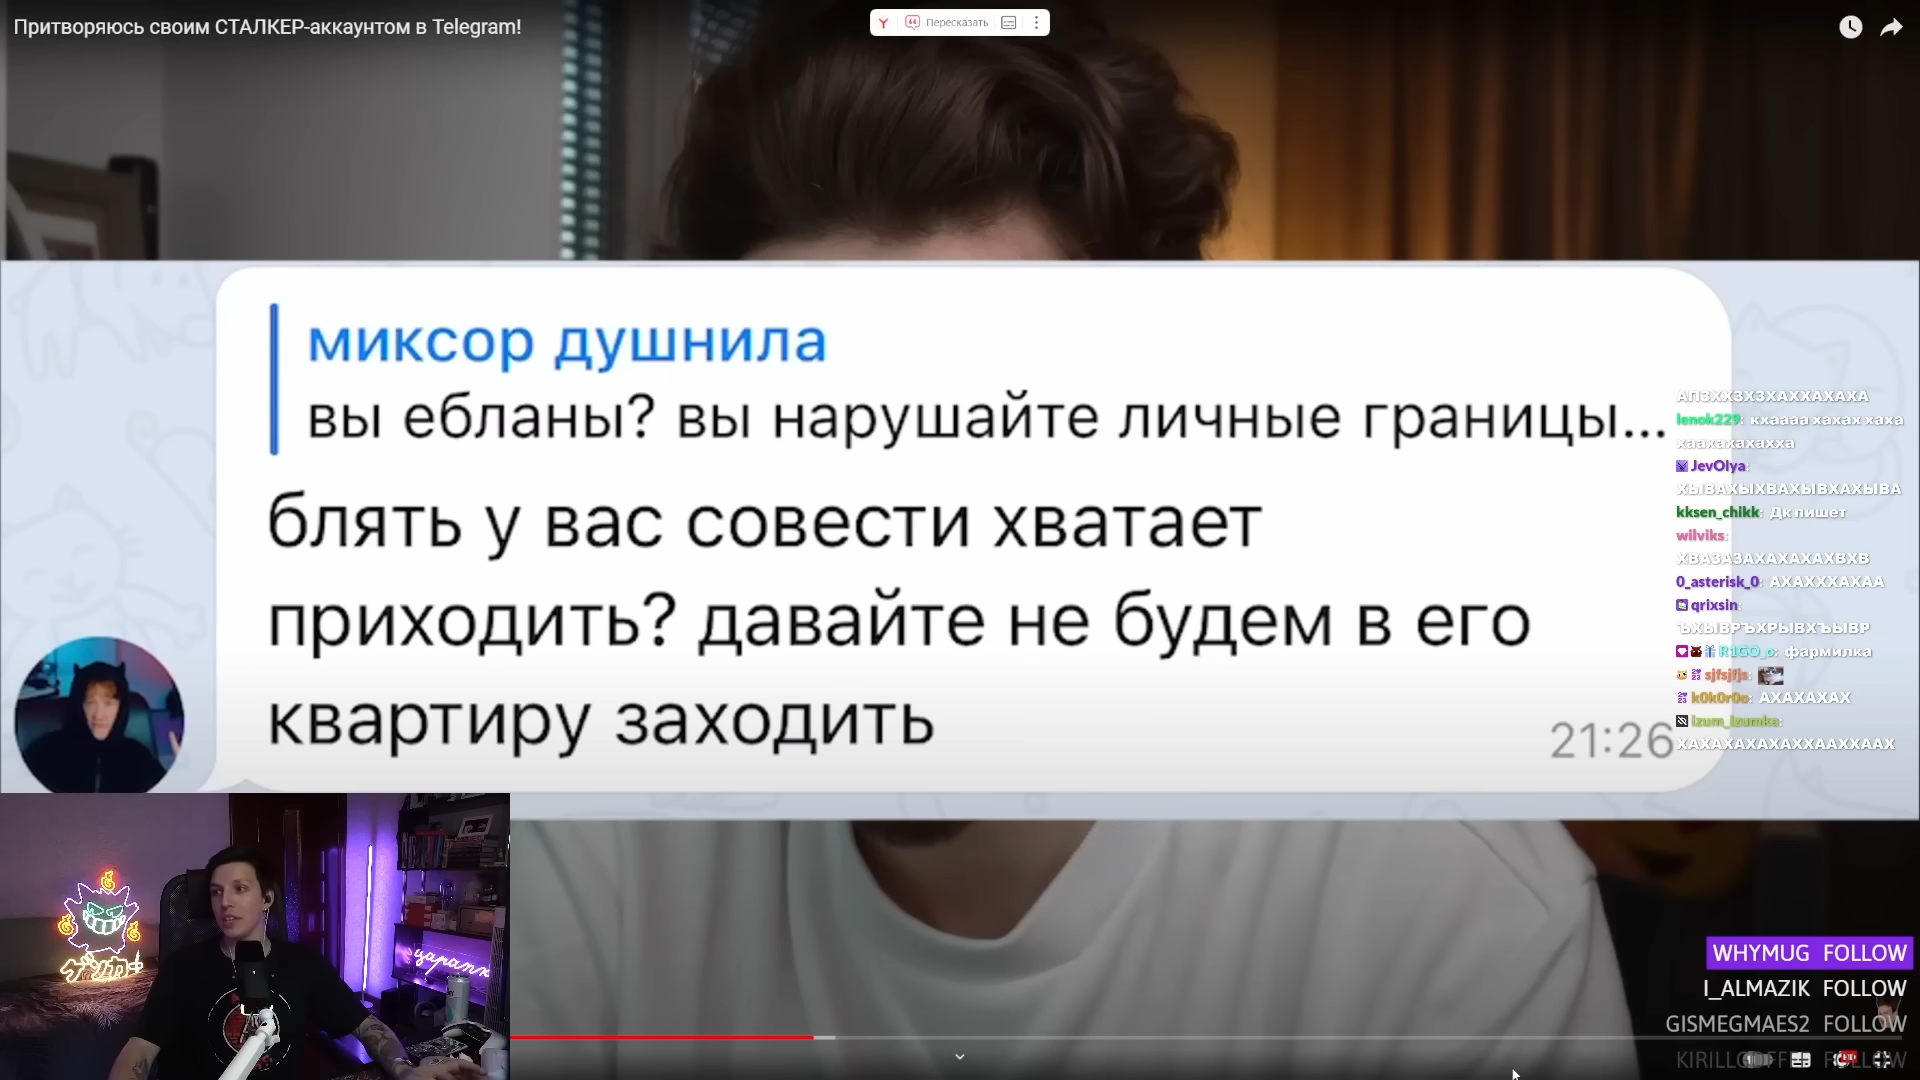 Притворяюсь своим СТАЛКЕР-аккаунтом в Telegram!
Пересказать
миксор душнила
вы ебланы? вы нарушайте личные границы...
блять у вас совести хватает
приходить? давайте не будем в его
квартиру заходить
21:26
АПЗХХЗХЗХАХХАХАХА
lenok229: кхаааа хахах хаха
хаахахахахха
JevOlya:
ХЫВАХЫХВАХЫВХАХЫВА
kksen_chikk: Дк пишет
wilviks:
ХВАЗАЗАХАХАХАХВХВ
0_asterisk_0: АХАХХХАХАА
qrixsin:
ЪХЫВРЪХРЫВХЪЫВР
R1GO_o: фармилка
sjfsjfjs:
k0k0r0o: АХАХАХАХ
Izum_Izumka:
ХАХАХАХАХАХХААХХААХ
царапк
WHYMUG FOLLOW
I_ALMAZIK FOLLOW
GISMEGMAES2 FOLLOW